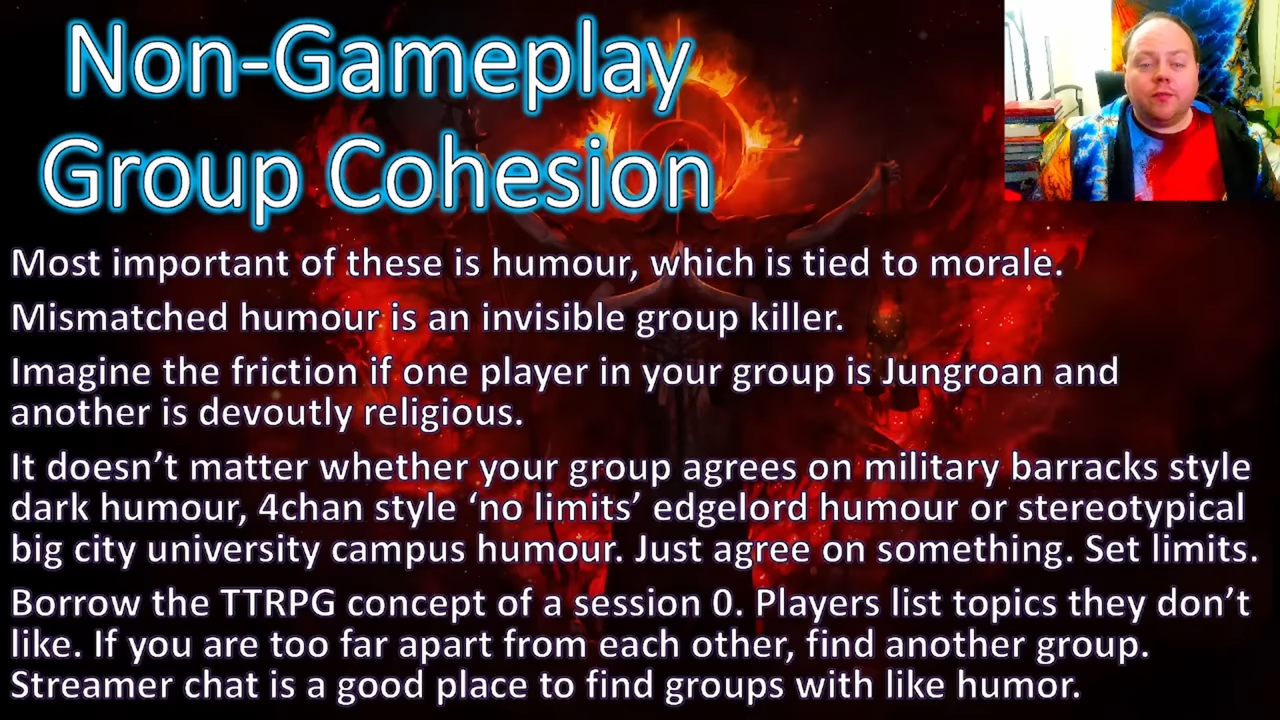 Non-Gameplay
Group Cohesion
Most important of these is humour, which is tied to morale.
Mismatched humour is an invisible group killer.
Imagine the friction if one player in your group is Jungroan and
another is devoutly religious.
It doesn’t matter whether your group agrees on military barracks style
dark humour, 4chan style ‘no limits’ edgelord humour or stereotypical
big city university campus humour. Just agree on something. Set limits.
Borrow the TTRPG concept of a session 0. Players list topics they don’t
like. If you are too far apart from each other, find another group.
Streamer chat is a good place to find groups with like humor.